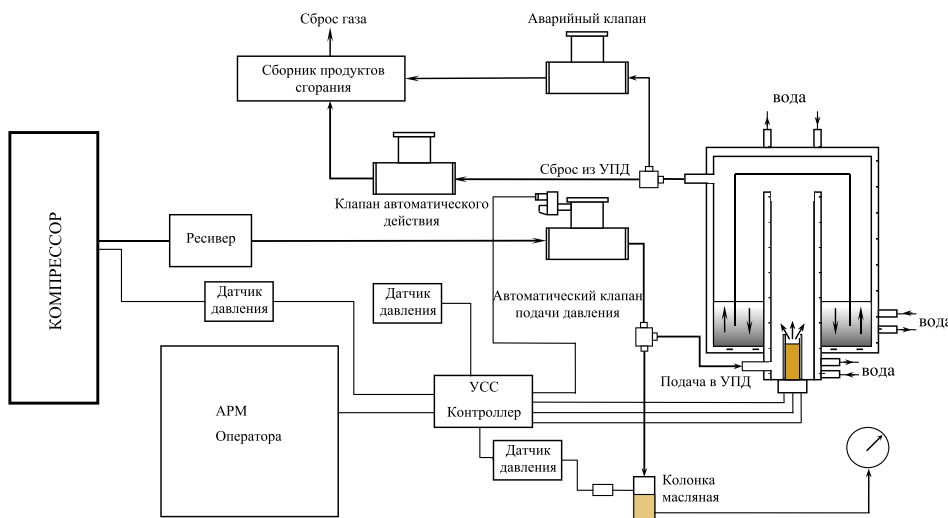 Сброс газа
Аварийный клапан
Сборник продуктов
сгорания
вода
Сброс из УПД
Клапан автоматического
действия
КОМПРЕССОР
Ресивер
Датчик
давления
Датчик
давления
Автоматический клапан
подачи давления
вода
вода
Подача в УПД
УСС
Контроллер
АРМ
Оператора
Датчик
давления
Колонка
масляная